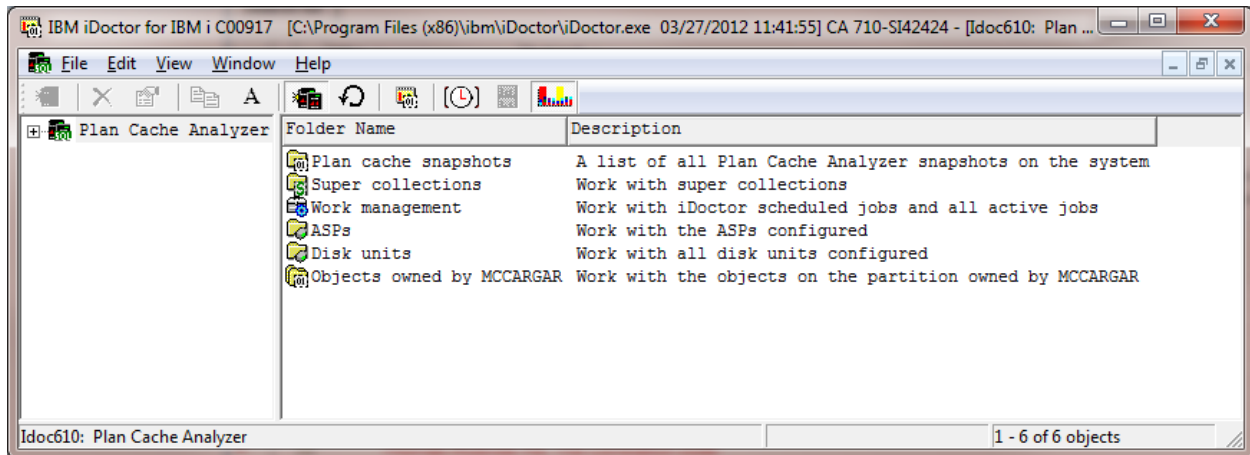 IBM iDoctor for IBM i C00917 [C:\Program Files (x86)\ibm\iDoctor\iDoctor.exe 03/27/2012 11:41:55] CA 710-SI42424 - [Idoc610: Plan ...
File Edit View Window Help
A
Plan Cache Analyzer
Folder Name Description
Plan cache snapshots A list of all Plan Cache Analyzer snapshots on the system
Super collections Work with super collections
Work management Work with iDoctor scheduled jobs and all active jobs
ASPs Work with the ASPs configured
Disk units Work with all disk units configured
Objects owned by MCCARGAR Work with the objects on the partition owned by MCCARGAR
Idoc610: Plan Cache Analyzer 1 - 6 of 6 objects